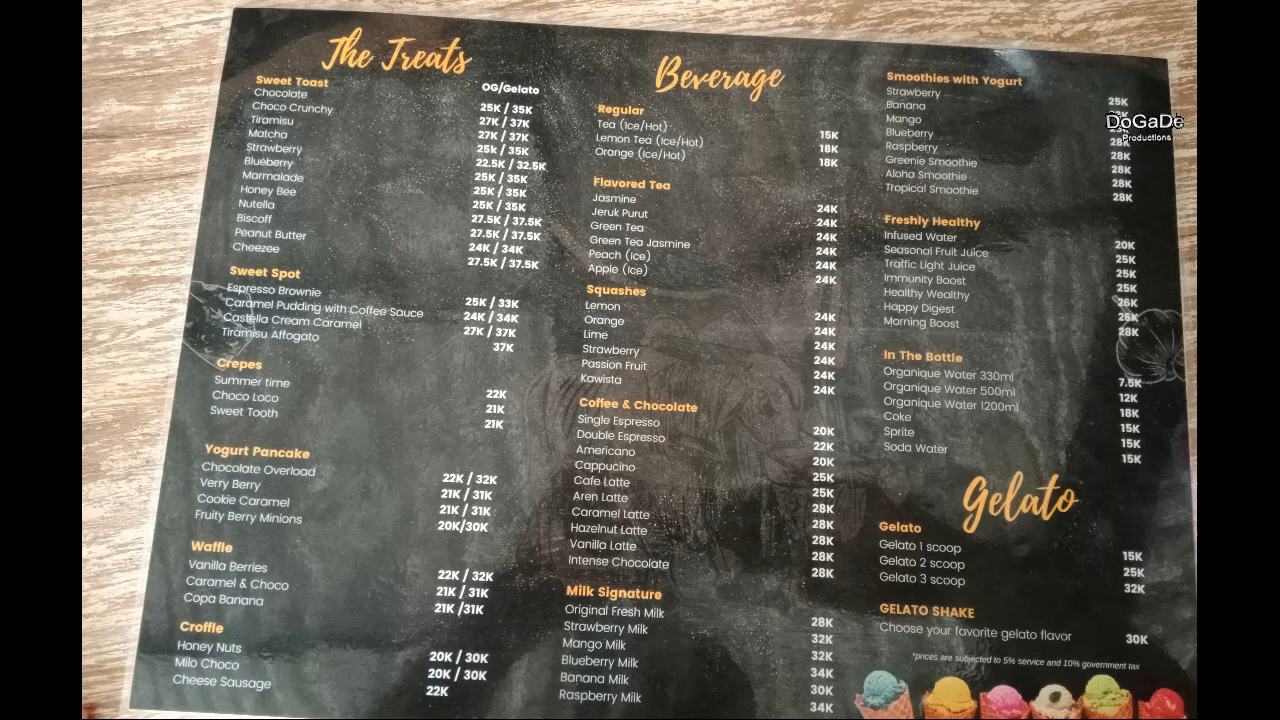 The Treats
Sweet Toast OG/Gelato
Chocolate 25K / 35K
Choco Crunchy 27K / 37K
Tiramisu 27K / 37K
Matcha 25k / 35K
Strawberry 22.5K / 32.5K
Blueberry 25K / 35K
Marmalade 25K / 35K
Honey Bee 25K / 35K
Nutella 27.5K / 37.5K
Biscoff 27.5K / 37.5K
Peanut Butter 24K / 34K
Cheezee 27.5K / 37.5K
Sweet Spot
Espresso Brownie 25K / 33K
Caramel Pudding with Coffee Sauce 24K / 34K
Castella Cream Caramel 27K / 37K
Tiramisu Affogato 37K
Crepes
Summer time 22K
Choco Loco 21K
Sweet Tooth 21K
Yogurt Pancake
Chocolate Overload 22K / 32K
Verry Berry 21K / 31K
Cookie Caramel 21K / 31K
Fruity Berry Minions 20K/30K
Waffle
Vanilla Berries 22K / 32K
Caramel & Choco 21K / 31K
Copa Banana 21K /31K
Croffle
Honey Nuts 20K / 30K
Milo Choco 20K / 30K
Cheese Sausage 22K
Beverage
Regular
Tea (Ice/Hot) 15K
Lemon Tea (Ice/Hot) 18K
Orange (Ice/Hot) 18K
Flavored Tea
Jasmine 24K
Jeruk Purut 24K
Green Tea 24K
Green Tea Jasmine 24K
Peach (Ice) 24K
Apple (Ice) 24K
Squashes
Lemon 24K
Orange 24K
Lime 24K
Strawberry 24K
Passion Fruit 24K
Kawista 24K
Coffee & Chocolate
Single Espresso 20K
Double Espresso 22K
Americano 20K
Cappucino 25K
Cafe Latte 25K
Aren Latte 28K
Caramel Latte 28K
Hazelnut Latte 28K
Vanilla Latte 28K
Intense Chocolate 28K
Milk Signature
Original Fresh Milk 28K
Strawberry Milk 32K
Mango Milk 32K
Blueberry Milk 34K
Banana Milk 30K
Raspberry Milk 34K
Smoothies with Yogurt
Strawberry 25K
Banana
Mango
Blueberry 28K
Raspberry 28K
Greenie Smoothie 28K
Aloha Smoothie 28K
Tropical Smoothie 28K
DoGaDe
Productions
Freshly Healthy
Infused Water 20K
Seasonal Fruit Juice 25K
Traffic Light Juice 25K
Immunity Boost 25K
Healthy Wealthy 26K
Happy Digest 26K
Morning Boost 28K
In The Bottle
Organique Water 330ml 7.5K
Organique Water 500ml 12K
Organique Water 1200ml 18K
Coke 15K
Sprite 15K
Soda Water 15K
Gelato
Gelato
Gelato 1 scoop 15K
Gelato 2 scoop 25K
Gelato 3 scoop 32K
GELATO SHAKE
Choose your favorite gelato flavor 30K
*prices are subjected to 5% service and 10% government tax